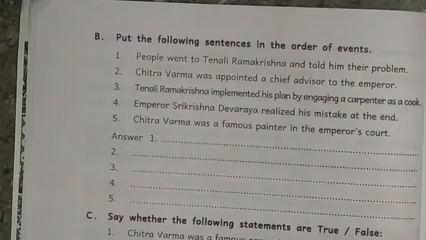 B. Put the following sentences in the order of events.
1. People went to Tenali Ramakrishna and told him their problem.
2. Chitra Varma was appointed a chief advisor to the emperor.
3. Tenali Ramakrishna implemented his plan by engaging a carpenter as a cook.
4. Emperor Srikrishna Devaraya realized his mistake at the end.
5. Chitra Varma was a famous painter in the emperor's court.
Answer 1. ....................
2. ....................
3. ....................
4. ....................
5. ....................
C. Say whether the following statements are True / False:
1. Chitra Varma was a famous